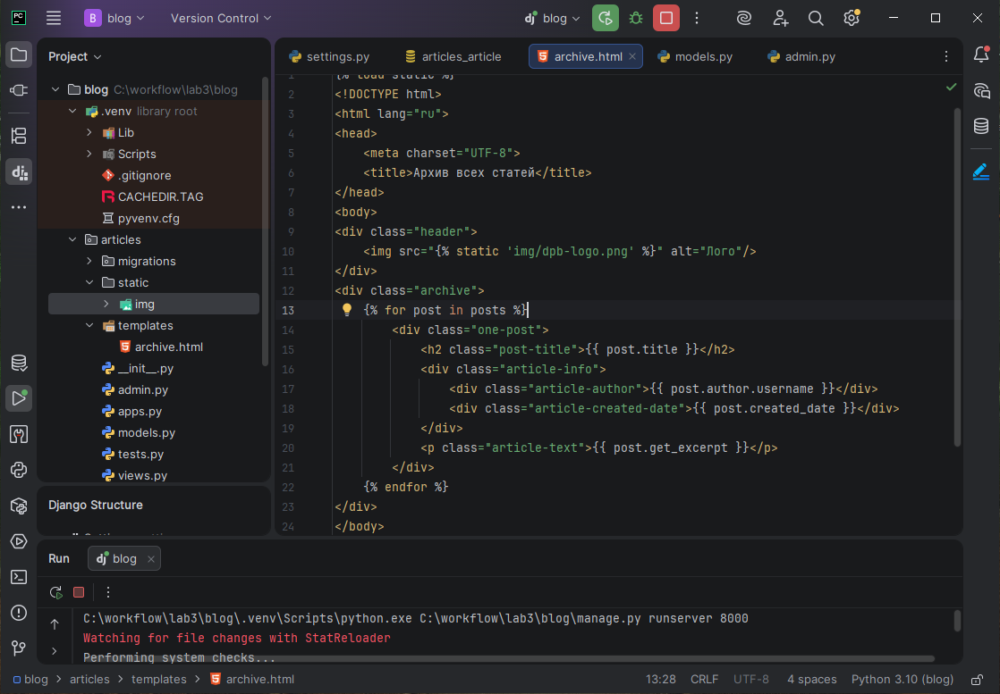 PC
B blog Version Control dj blog
Project
blog C:\workflow\lab3\blog
.venv library root
Lib
Scripts
.gitignore
CACHEDIR.TAG
pyvenv.cfg
articles
migrations
static
img
templates
archive.html
__init__.py
admin.py
apps.py
models.py
tests.py
views.py
Django Structure
settings.py articles_article archive.html models.py admin.py
1 {% load static %}
2 <!DOCTYPE html>
3 <html lang="ru">
4 <head>
5 <meta charset="UTF-8">
6 <title>Архив всех статей</title>
7 </head>
8 <body>
9 <div class="header">
10 <img src="{% static 'img/dpb-logo.png' %}" alt="Лого"/>
11 </div>
12 <div class="archive">
13 {% for post in posts %}
14 <div class="one-post">
15 <h2 class="post-title">{{ post.title }}</h2>
16 <div class="article-info">
17 <div class="article-author">{{ post.author.username }}</div>
18 <div class="article-created-date">{{ post.created_date }}</div>
19 </div>
20 <p class="article-text">{{ post.get_excerpt }}</p>
21 </div>
22 {% endfor %}
23 </div>
24 </body>
Run dj blog
C:\workflow\lab3\blog\.venv\Scripts\python.exe C:\workflow\lab3\blog\manage.py runserver 8000
Watching for file changes with StatReloader
Performing system checks...
blog > articles > templates > archive.html 13:28 CRLF UTF-8 4 spaces Python 3.10 (blog)